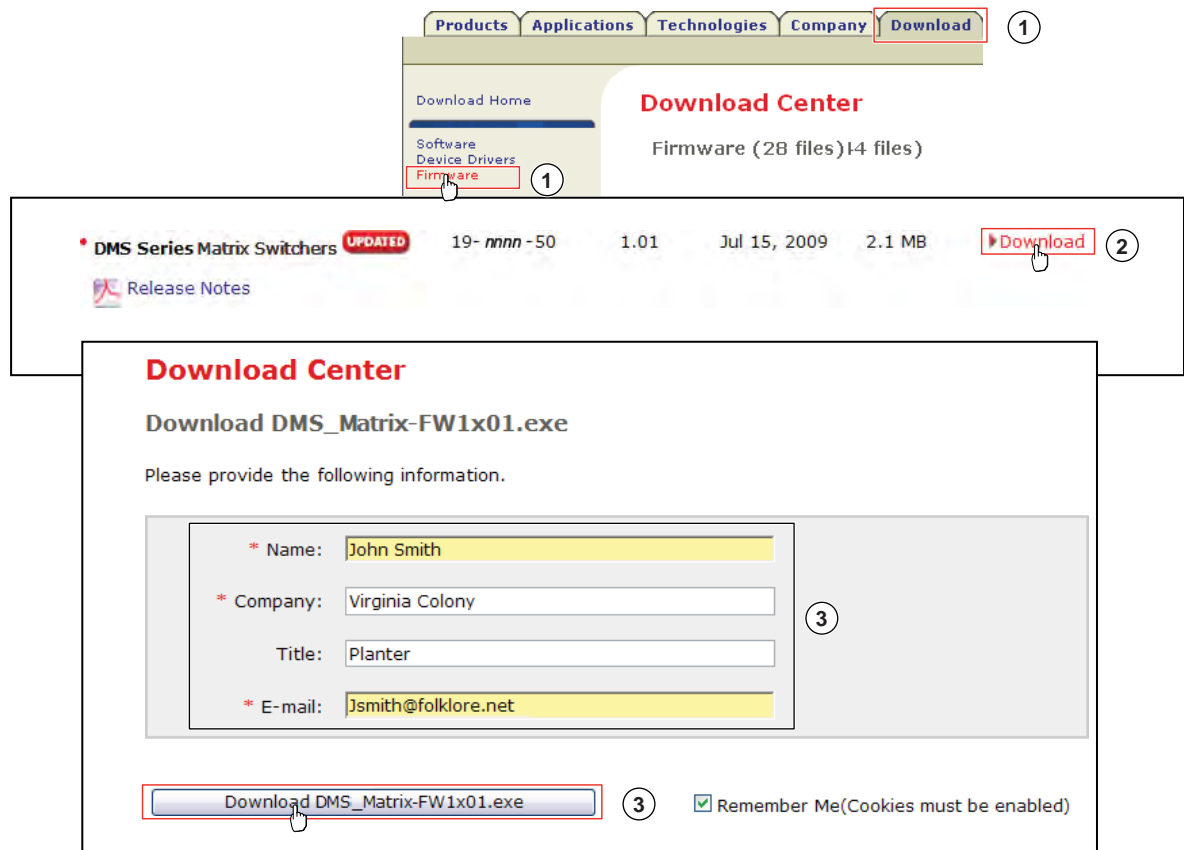 Products Applications Technologies Company Download 1
Download Home
Download Center
Software
Device Drivers
Firmware 1
Firmware (28 files)
4 files)
DMS Series Matrix Switchers UPDATED 19- nnnn -50 1.01 Jul 15, 2009 2.1 MB Download 2
Release Notes
Download Center
Download DMS_Matrix-FW1x01.exe
Please provide the following information.
* Name: John Smith
* Company: Virginia Colony
3
Title: Planter
* E-mail: Jsmith@folklore.net
Download DMS_Matrix-FW1x01.exe 3 Remember Me(Cookies must be enabled)